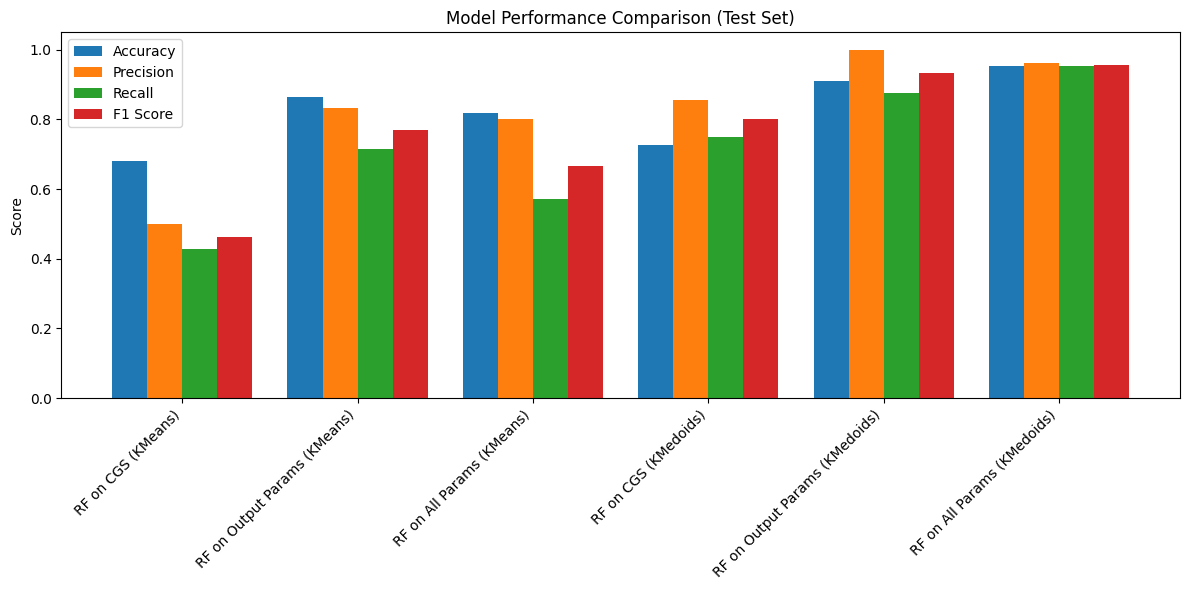 Model Performance Comparison (Test Set)
Accuracy
Precision
Recall
F1 Score
Score
1.0
0.8
0.6
0.4
0.2
0.0
RF on CGS (KMeans)
RF on Output Params (KMeans)
RF on All Params (KMeans)
RF on CGS (KMedoids)
RF on Output Params (KMedoids)
RF on All Params (KMedoids)